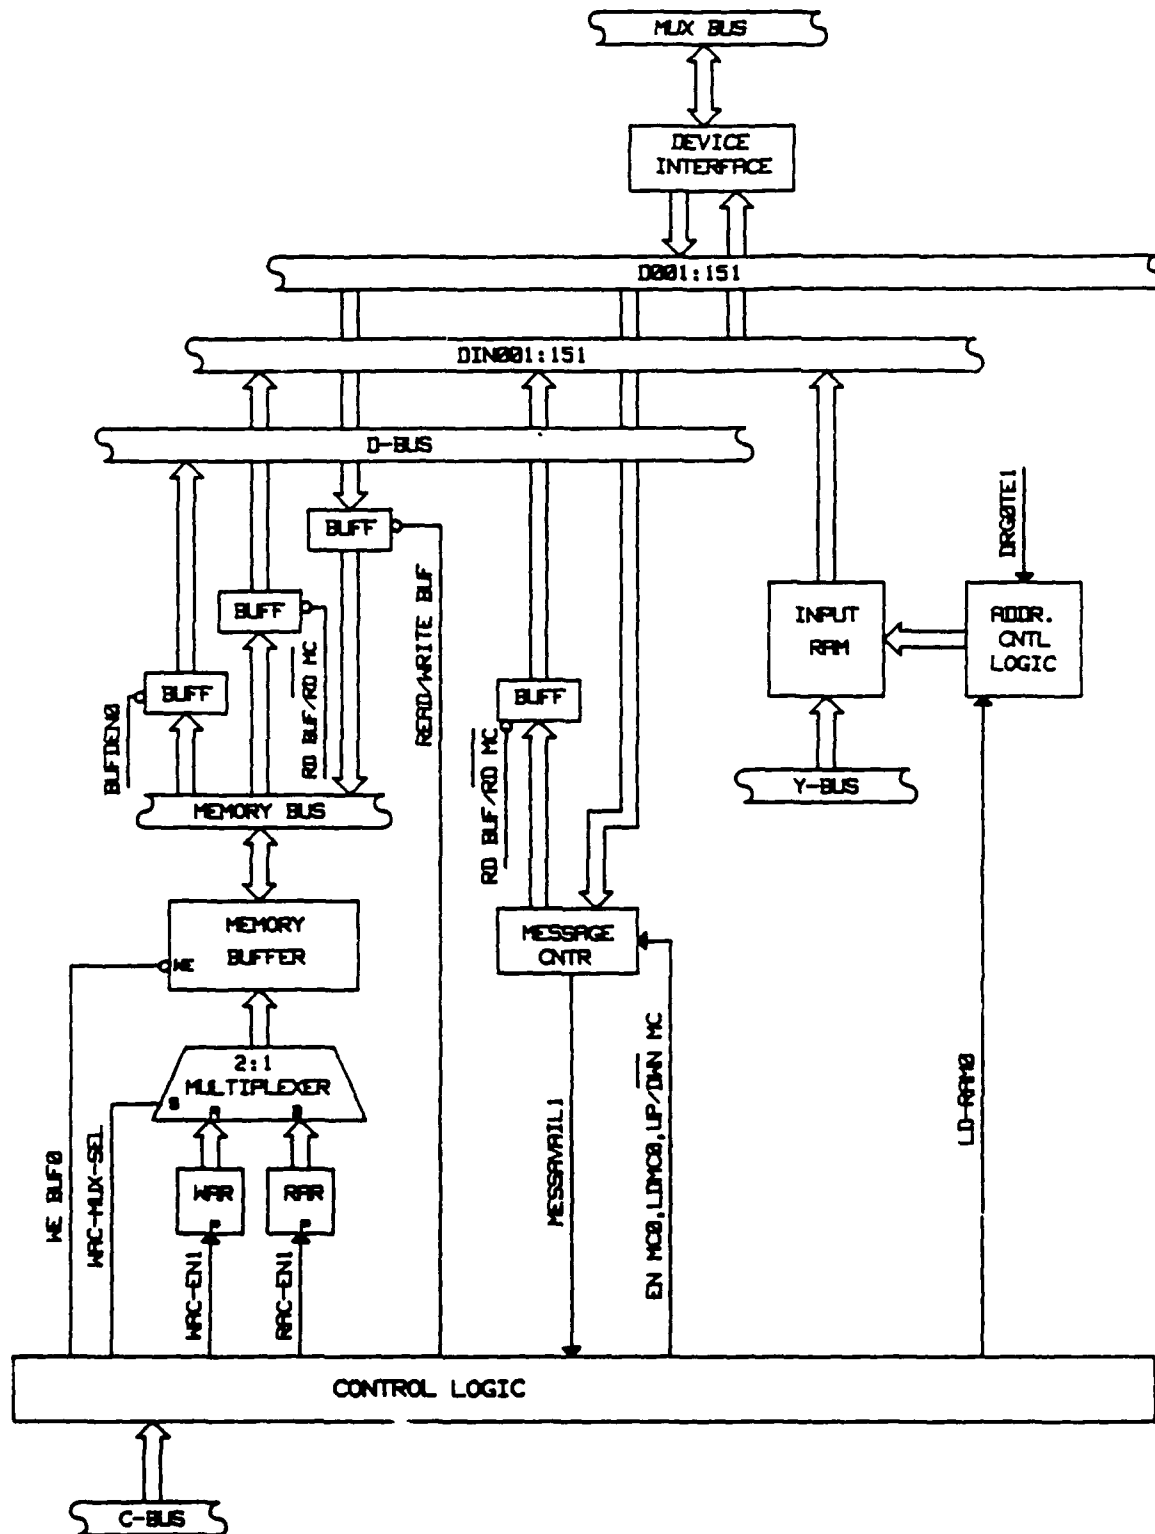 MUX BUS
DEVICE
INTERFACE
D001:151
DIN001:151
D-BUS
BUFF
BUFF
BUFF
BUFF
BUFDEN0
RD BUF/RD MC
READ/WRITE BUF
RD BUF/RD MC
DRG0TE1
INPUT
RAM
ADDR.
CNTL
LOGIC
Y-BUS
MEMORY BUS
MEMORY
BUFFER
WE
MESSAGE
CNTR
2:1
MULTIPLEXER
S
WAR
RAR
WE BUF0
WAC-MUX-SEL
WAC-EN1
RAC-EN1
MESSAVAIL1
EN MC0,LDMC0,UP/DWN MC
LD-RAM0
CONTROL LOGIC
C-BUS